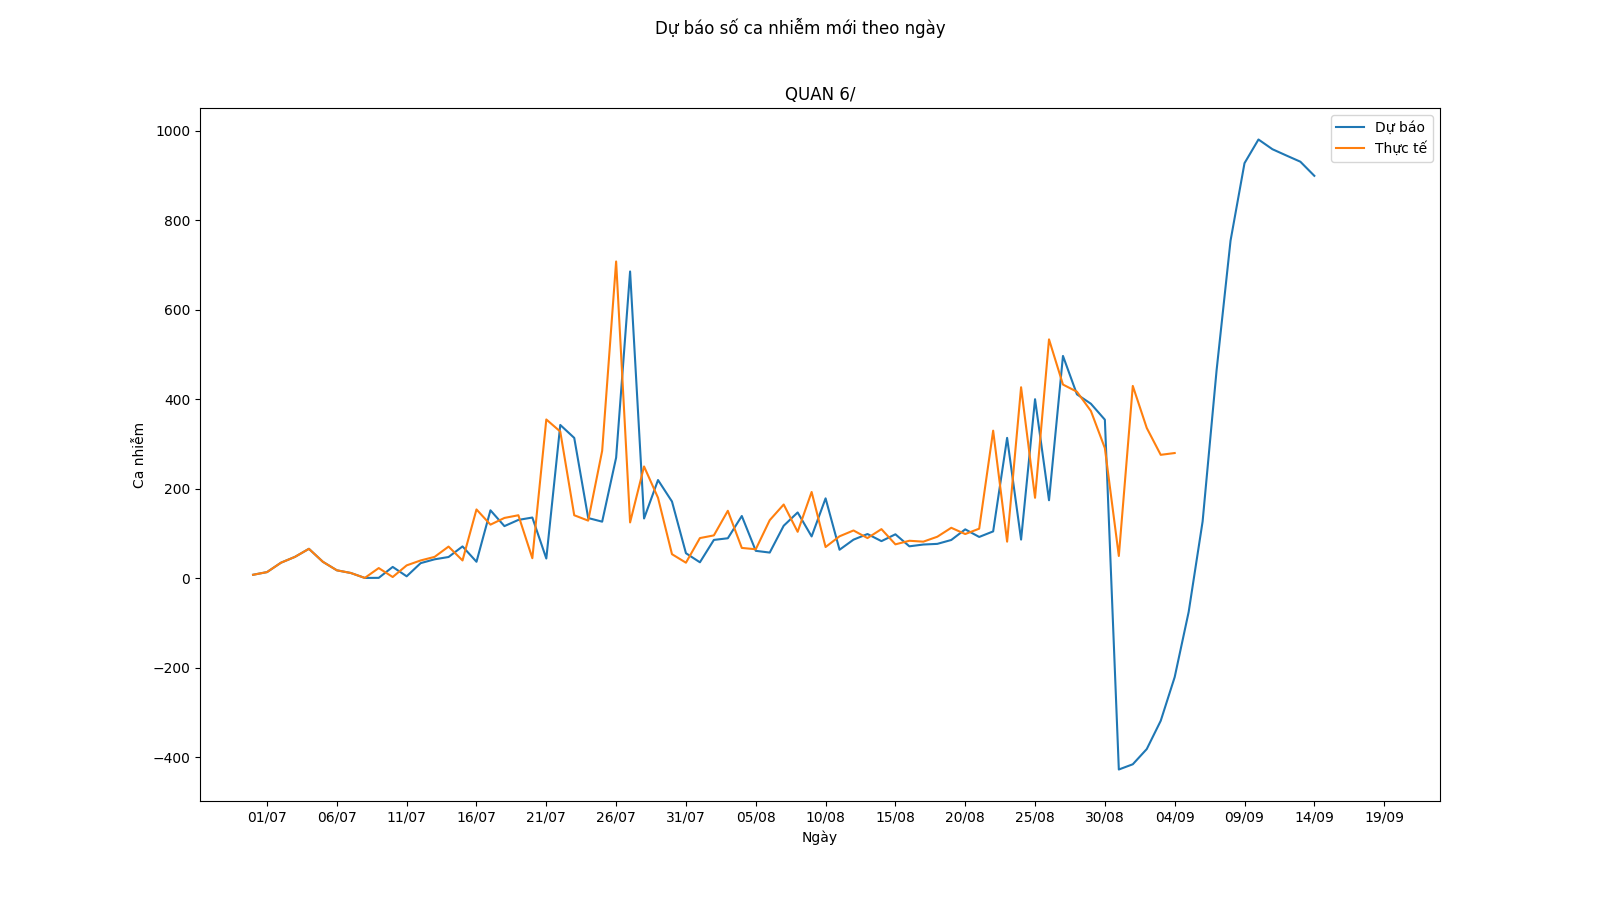 Dự báo số ca nhiễm mới theo ngày
QUAN 6/
Dự báo
Thực tế
1000
800
600
400
200
0
−200
−400
Ca nhiễm
01/07 06/07 11/07 16/07 21/07 26/07 31/07 05/08 10/08 15/08 20/08 25/08 30/08 04/09 09/09 14/09 19/09
Ngày